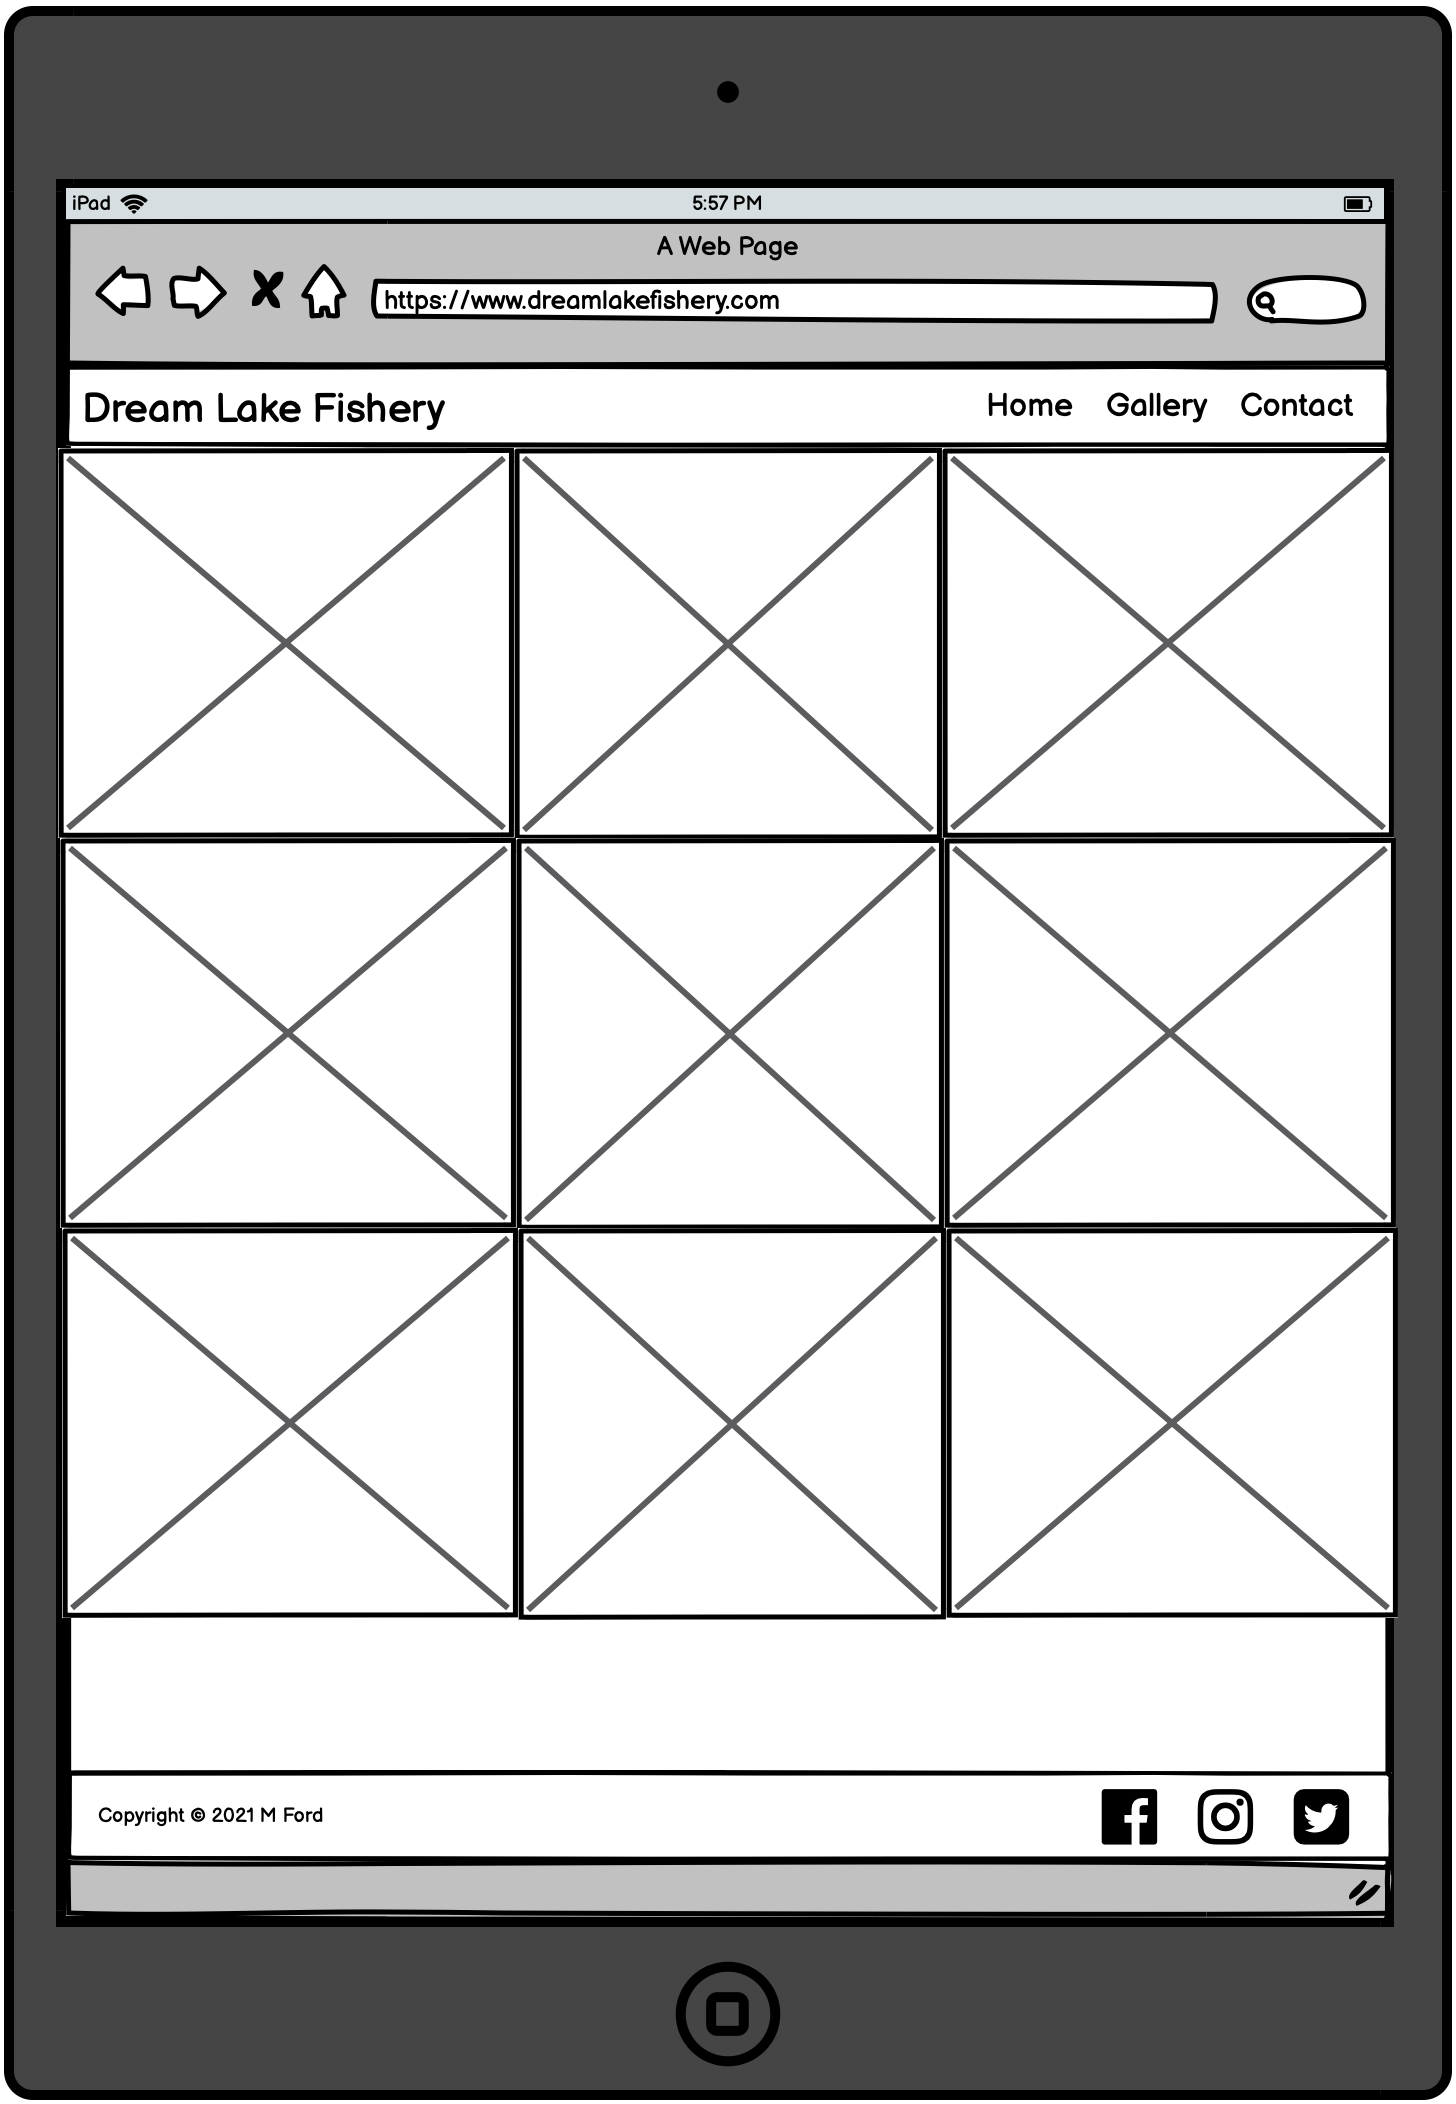 iPad
5:57 PM
A Web Page
https://www.dreamlakefishery.com
Dream Lake Fishery
Home Gallery Contact
Copyright © 2021 M Ford